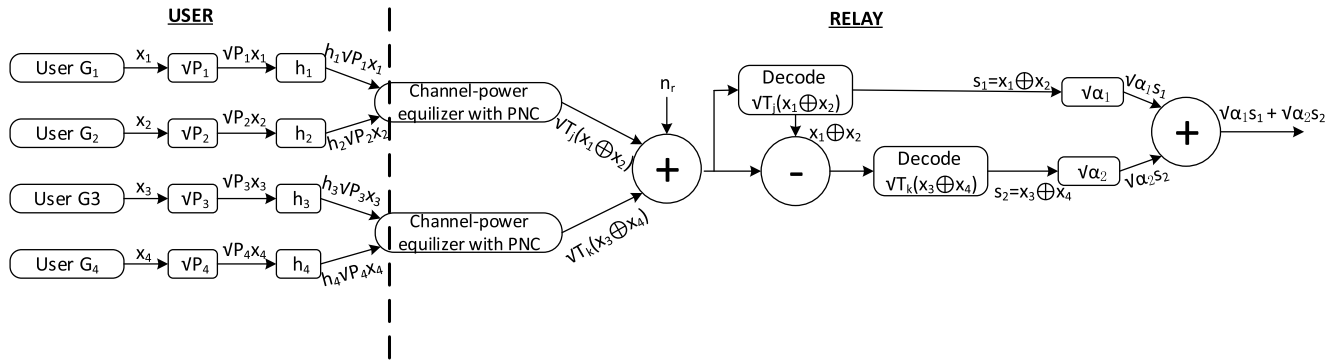 USER
RELAY
User G₁
x₁
√P₁
√P₁x₁
h₁
h₁√P₁x₁
User G₂
x₂
√P₂
√P₂x₂
h₂
h₂√P₂x₂
Channel-power
equilizer with PNC
√Tⱼ(x₁⊕x₂)
User G3
x₃
√P₃
√P₃x₃
h₃
h₃√P₃x₃
User G₄
x₄
√P₄
√P₄x₄
h₄
h₄√P₄x₄
Channel-power
equilizer with PNC
√Tₖ(x₃⊕x₄)
nᵣ
+
Decode
√Tⱼ(x₁⊕x₂)
x₁⊕x₂
-
Decode
√Tₖ(x₃⊕x₄)
s₁=x₁⊕x₂
√α₁
√α₁s₁
s₂=x₃⊕x₄
√α₂
√α₂s₂
+
√α₁s₁ + √α₂s₂